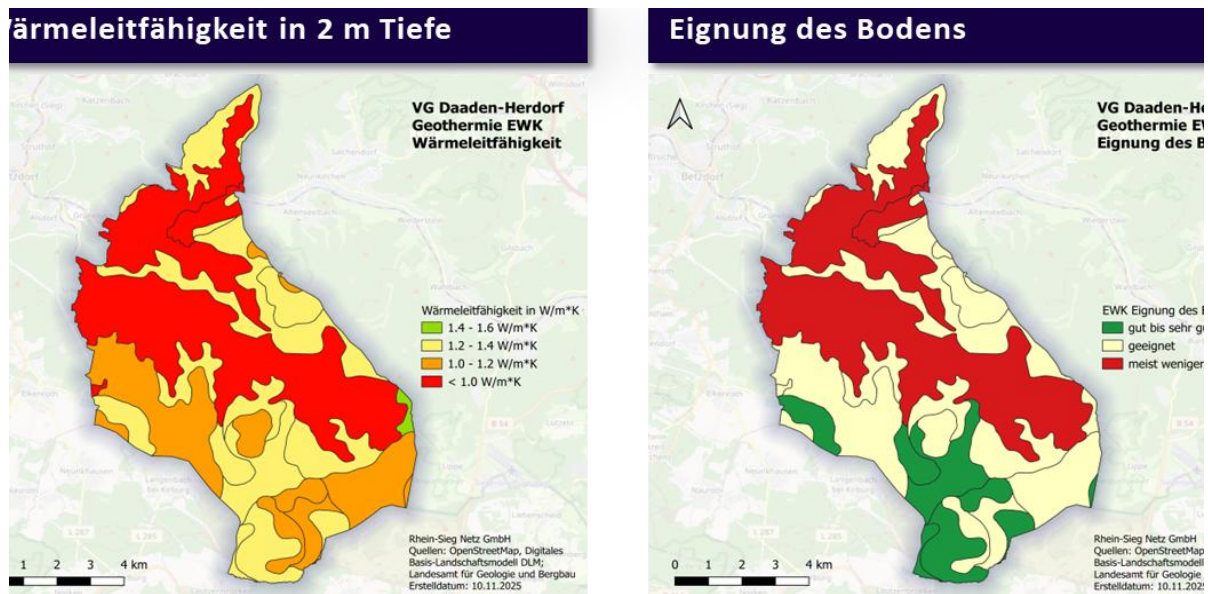 ärmeleitfähigkeit in 2 m Tiefe
VG Daaden-Herdorf
Geothermie EWK
Wärmeleitfähigkeit
Wärmeleitfähigkeit in W/m*K
1.4 - 1.6 W/m*K
1.2 - 1.4 W/m*K
1.0 - 1.2 W/m*K
< 1.0 W/m*K
Rhein-Sieg Netz GmbH
Quellen: OpenStreetMap, Digitales
Basis-Landschaftsmodell DLM;
Landesamt für Geologie und Bergbau
Erstelldatum: 10.11.2025
1 2 3 4 km
Eignung des Bodens
VG Daaden-He
Geothermie E
Eignung des B
EWK Eignung des
gut bis sehr g
geeignet
meist weniger
Rhein-Sieg Netz GmbH
Quellen: OpenStreetMap
Basis-Landschaftsmodell
Landesamt für Geologie
Erstelldatum: 10.11.2025
0 1 2 3 4 km